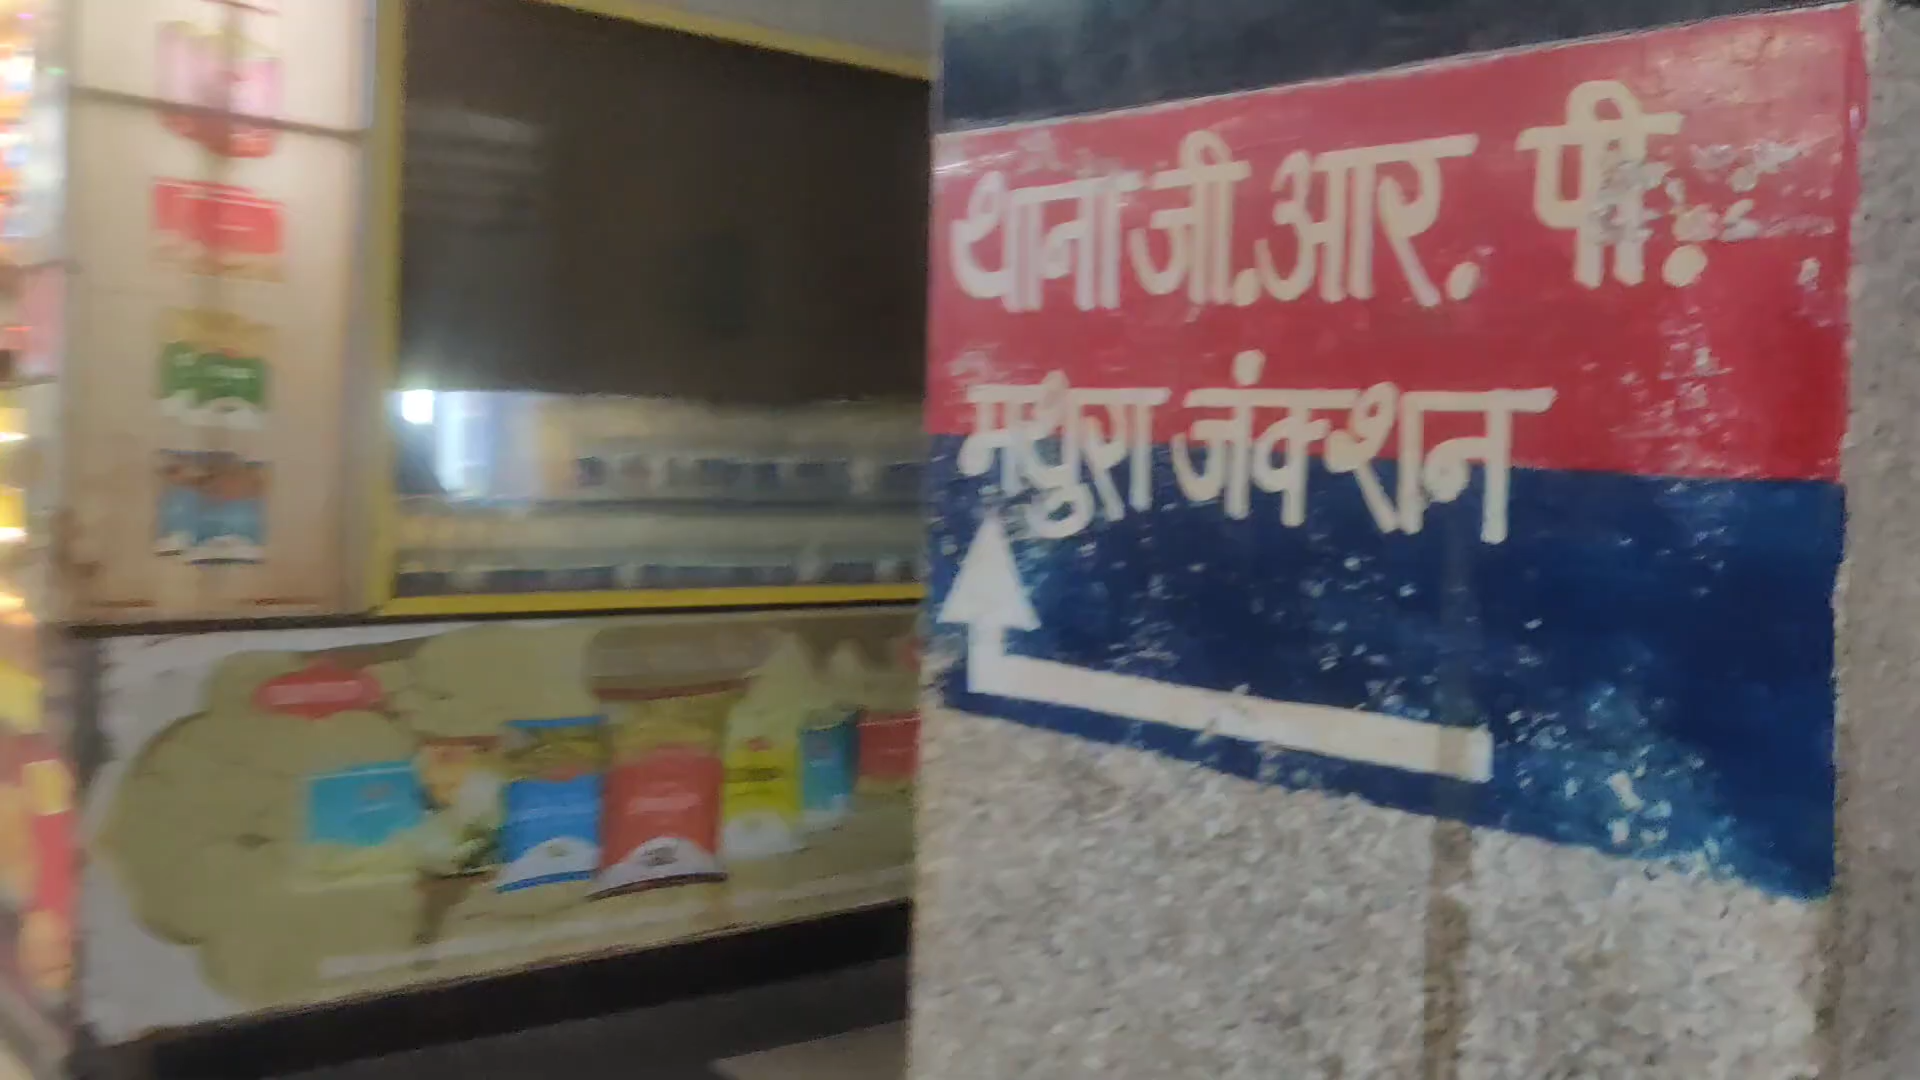 थाना जी.आर. पी.
मथुरा जंक्शन